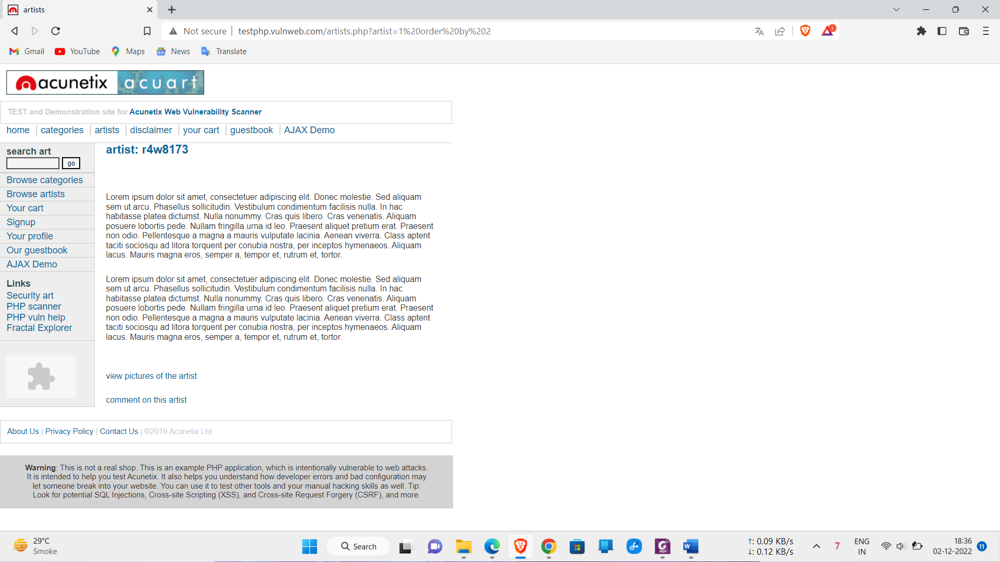 artists
Not secure
testphp.vulnweb.com/artists.php?artist=1%20order%20by%202
1
Gmail
YouTube
Maps
News
Translate
acunetix acuart
TEST and Demonstration site for Acunetix Web Vulnerability Scanner
home | categories | artists | disclaimer | your cart | guestbook | AJAX Demo
search art
go
Browse categories
Browse artists
Your cart
Signup
Your profile
Our guestbook
AJAX Demo
Links
Security art
PHP scanner
PHP vuln help
Fractal Explorer
artist: r4w8173
Lorem ipsum dolor sit amet, consectetuer adipiscing elit. Donec molestie. Sed aliquam
sem ut arcu. Phasellus sollicitudin. Vestibulum condimentum facilisis nulla. In hac
habitasse platea dictumst. Nulla nonummy. Cras quis libero. Cras venenatis. Aliquam
posuere lobortis pede. Nullam fringilla urna id leo. Praesent aliquet pretium erat. Praesent
non odio. Pellentesque a magna a mauris vulputate lacinia. Aenean viverra. Class aptent
taciti sociosqu ad litora torquent per conubia nostra, per inceptos hymenaeos. Aliquam
lacus. Mauris magna eros, semper a, tempor et, rutrum et, tortor.
Lorem ipsum dolor sit amet, consectetuer adipiscing elit. Donec molestie. Sed aliquam
sem ut arcu. Phasellus sollicitudin. Vestibulum condimentum facilisis nulla. In hac
habitasse platea dictumst. Nulla nonummy. Cras quis libero. Cras venenatis. Aliquam
posuere lobortis pede. Nullam fringilla urna id leo. Praesent aliquet pretium erat. Praesent
non odio. Pellentesque a magna a mauris vulputate lacinia. Aenean viverra. Class aptent
taciti sociosqu ad litora torquent per conubia nostra, per inceptos hymenaeos. Aliquam
lacus. Mauris magna eros, semper a, tempor et, rutrum et, tortor.
view pictures of the artist
comment on this artist
About Us | Privacy Policy | Contact Us | ©2019 Acunetix Ltd
Warning: This is not a real shop. This is an example PHP application, which is intentionally vulnerable to web attacks.
It is intended to help you test Acunetix. It also helps you understand how developer errors and bad configuration may
let someone break into your website. You can use it to test other tools and your manual hacking skills as well. Tip:
Look for potential SQL Injections, Cross-site Scripting (XSS), and Cross-site Request Forgery (CSRF), and more.
29°C
Smoke
Search
PDF
W
↑: 0.09 KB/s
↓: 0.12 KB/s
7
ENG
IN
18:36
02-12-2022
11